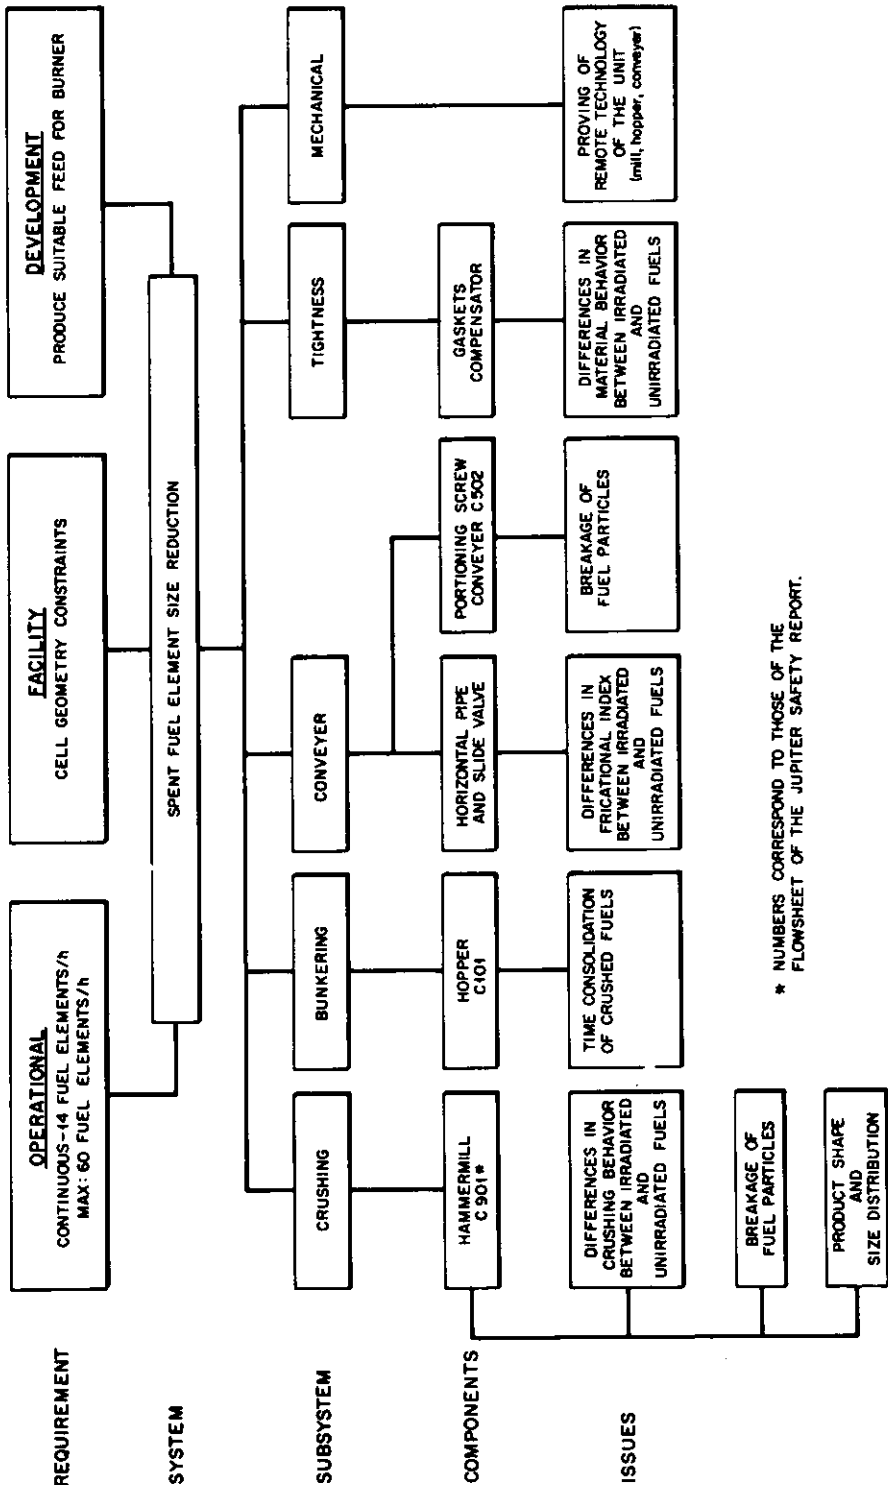 REQUIREMENT
OPERATIONAL
CONTINUOUS-14 FUEL ELEMENTS/h
MAX: 60 FUEL ELEMENTS/h
FACILITY
CELL GEOMETRY CONSTRAINTS
DEVELOPMENT
PRODUCE SUITABLE FEED FOR BURNER
SYSTEM
SPENT FUEL ELEMENT SIZE REDUCTION
SUBSYSTEM
CRUSHING
BUNKERING
CONVEYER
TIGHTNESS
MECHANICAL
COMPONENTS
HAMMERMILL
C 901*
HOPPER
C101
HORIZONTAL PIPE
AND SLIDE VALVE
PORTIONING SCREW
CONVEYER C502
GASKETS
COMPENSATOR
ISSUES
DIFFERENCES IN
CRUSHING BEHAVIOR
BETWEEN IRRADIATED
AND
UNIRRADIATED FUELS
TIME CONSOLIDATION
OF CRUSHED FUELS
DIFFERENCES IN
FRICATIONAL INDEX
BETWEEN IRRADIATED
AND
UNIRRADIATED FUELS
BREAKAGE OF
FUEL PARTICLES
DIFFERENCES IN
MATERIAL BEHAVIOR
BETWEEN IRRADIATED
AND
UNIRRADIATED FUELS
PROVING OF
REMOTE TECHNOLOGY
OF THE UNIT
(mill, hopper, conveyer)
BREAKAGE OF
FUEL PARTICLES
PRODUCT SHAPE
AND
SIZE DISTRIBUTION
* NUMBERS CORRESPOND TO THOSE OF THE
FLOWSHEET OF THE JUPITER SAFETY REPORT.